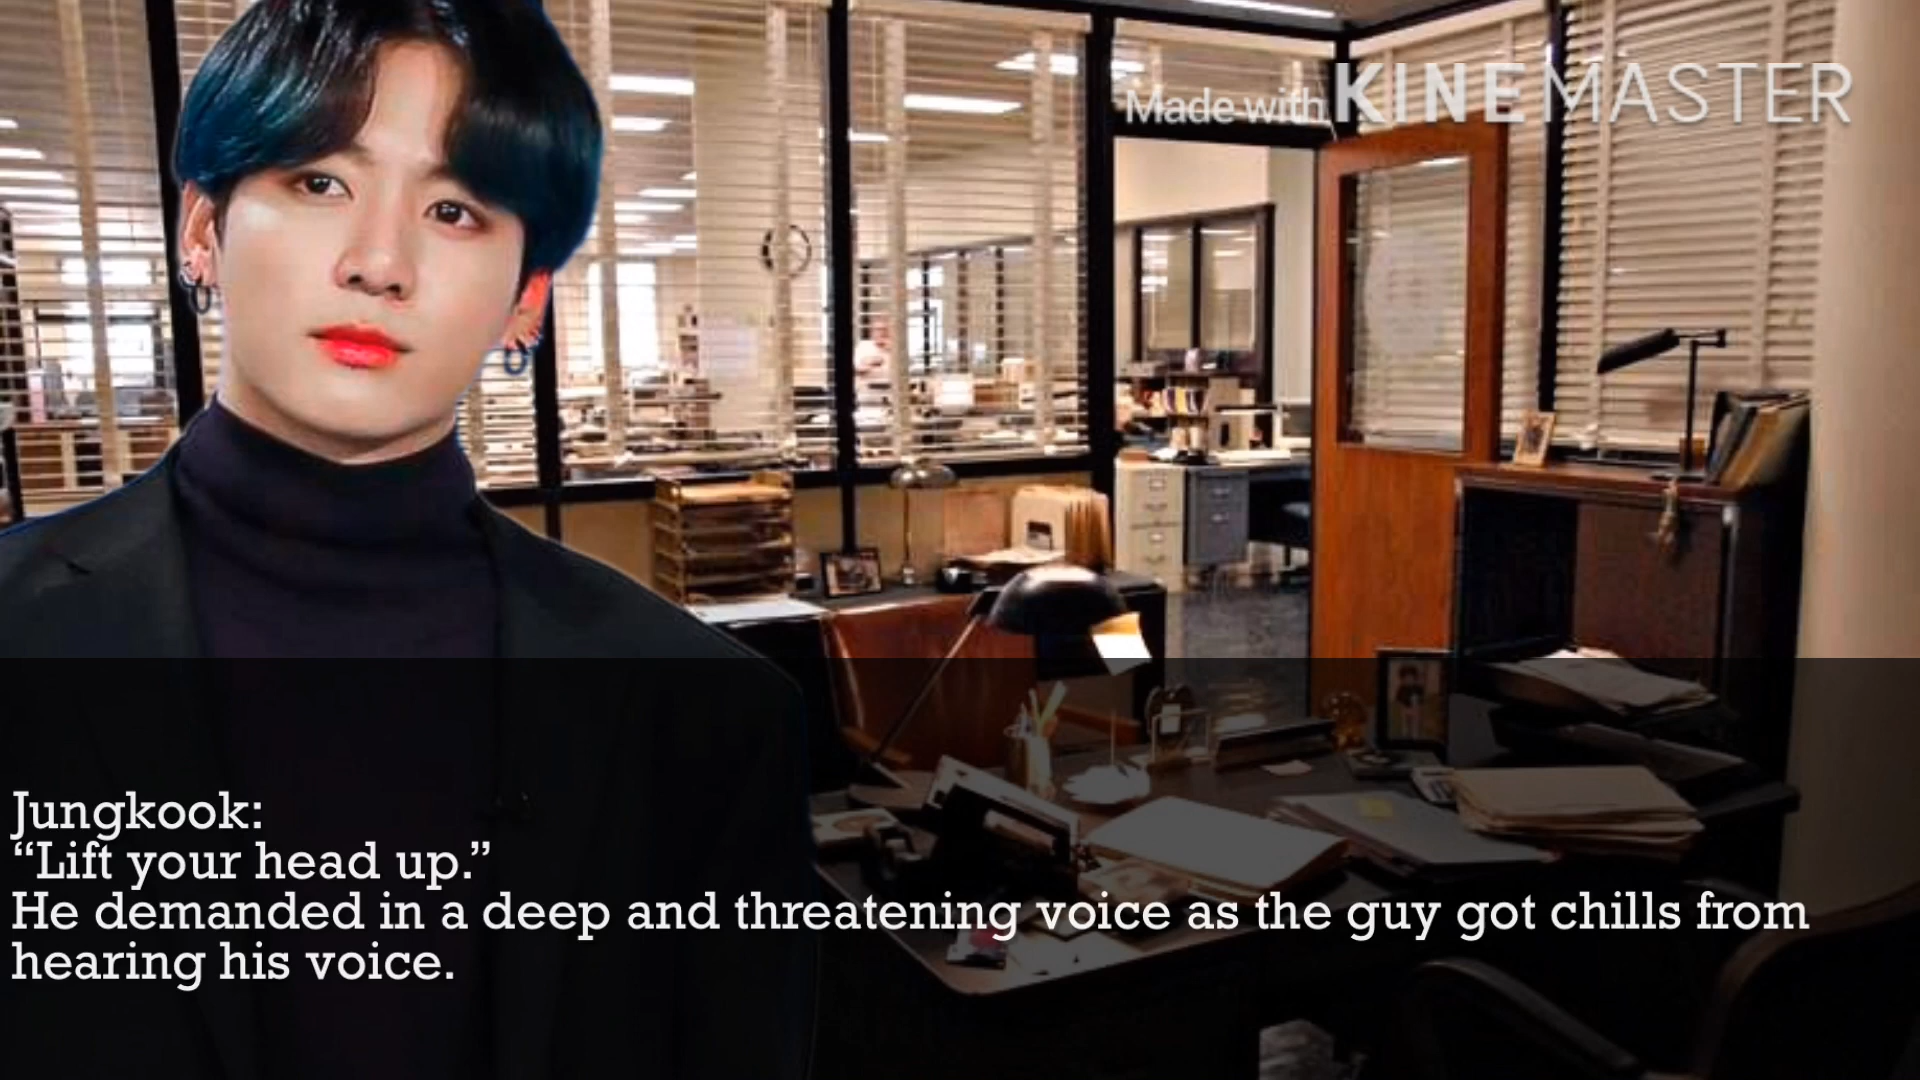 Made with KINEMASTER
Jungkook:
“Lift your head up.”
He demanded in a deep and threatening voice as the guy got chills from
hearing his voice.